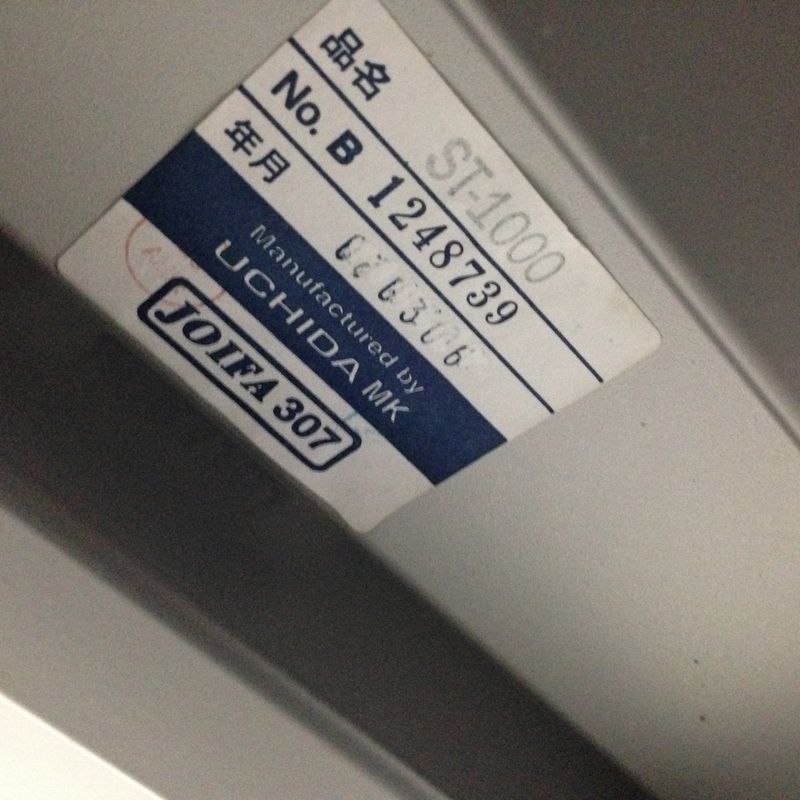 品名 ST-1000
No. B 1248739
年月
Manufactured by
UCHIDA MK
JOIFA 307